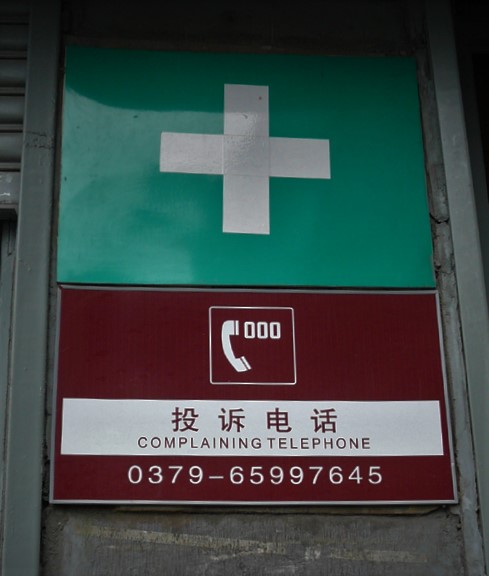 000
投诉电话
COMPLAINING TELEPHONE
0379-65997645